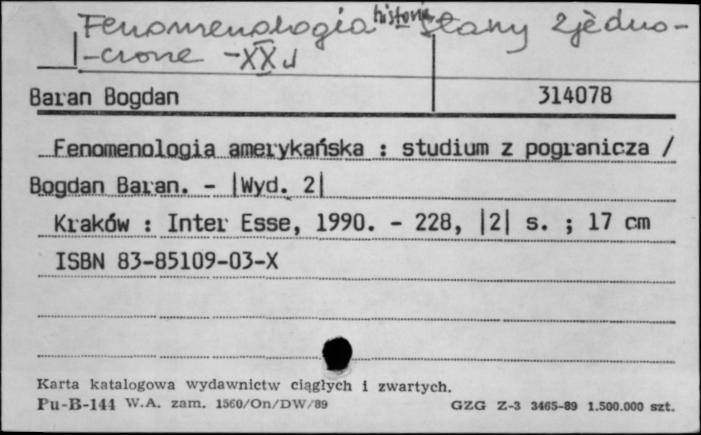 Fenomenologia historia Stany Zjedno-
-czone - XX w
Baran Bogdan 314078
Fenomenologia amerykańska : studium z pogranicza /
Bogdan Baran. - |Wyd. 2|
Kraków : Inter Esse, 1990. - 228, |2| s. ; 17 cm
ISBN 83-85109-03-X
Karta katalogowa wydawnictw ciągłych i zwartych.
Pu-B-144 W.A. zam. 1560/On/DW/89 GZG Z-3 3465-89 1.500.000 szt.